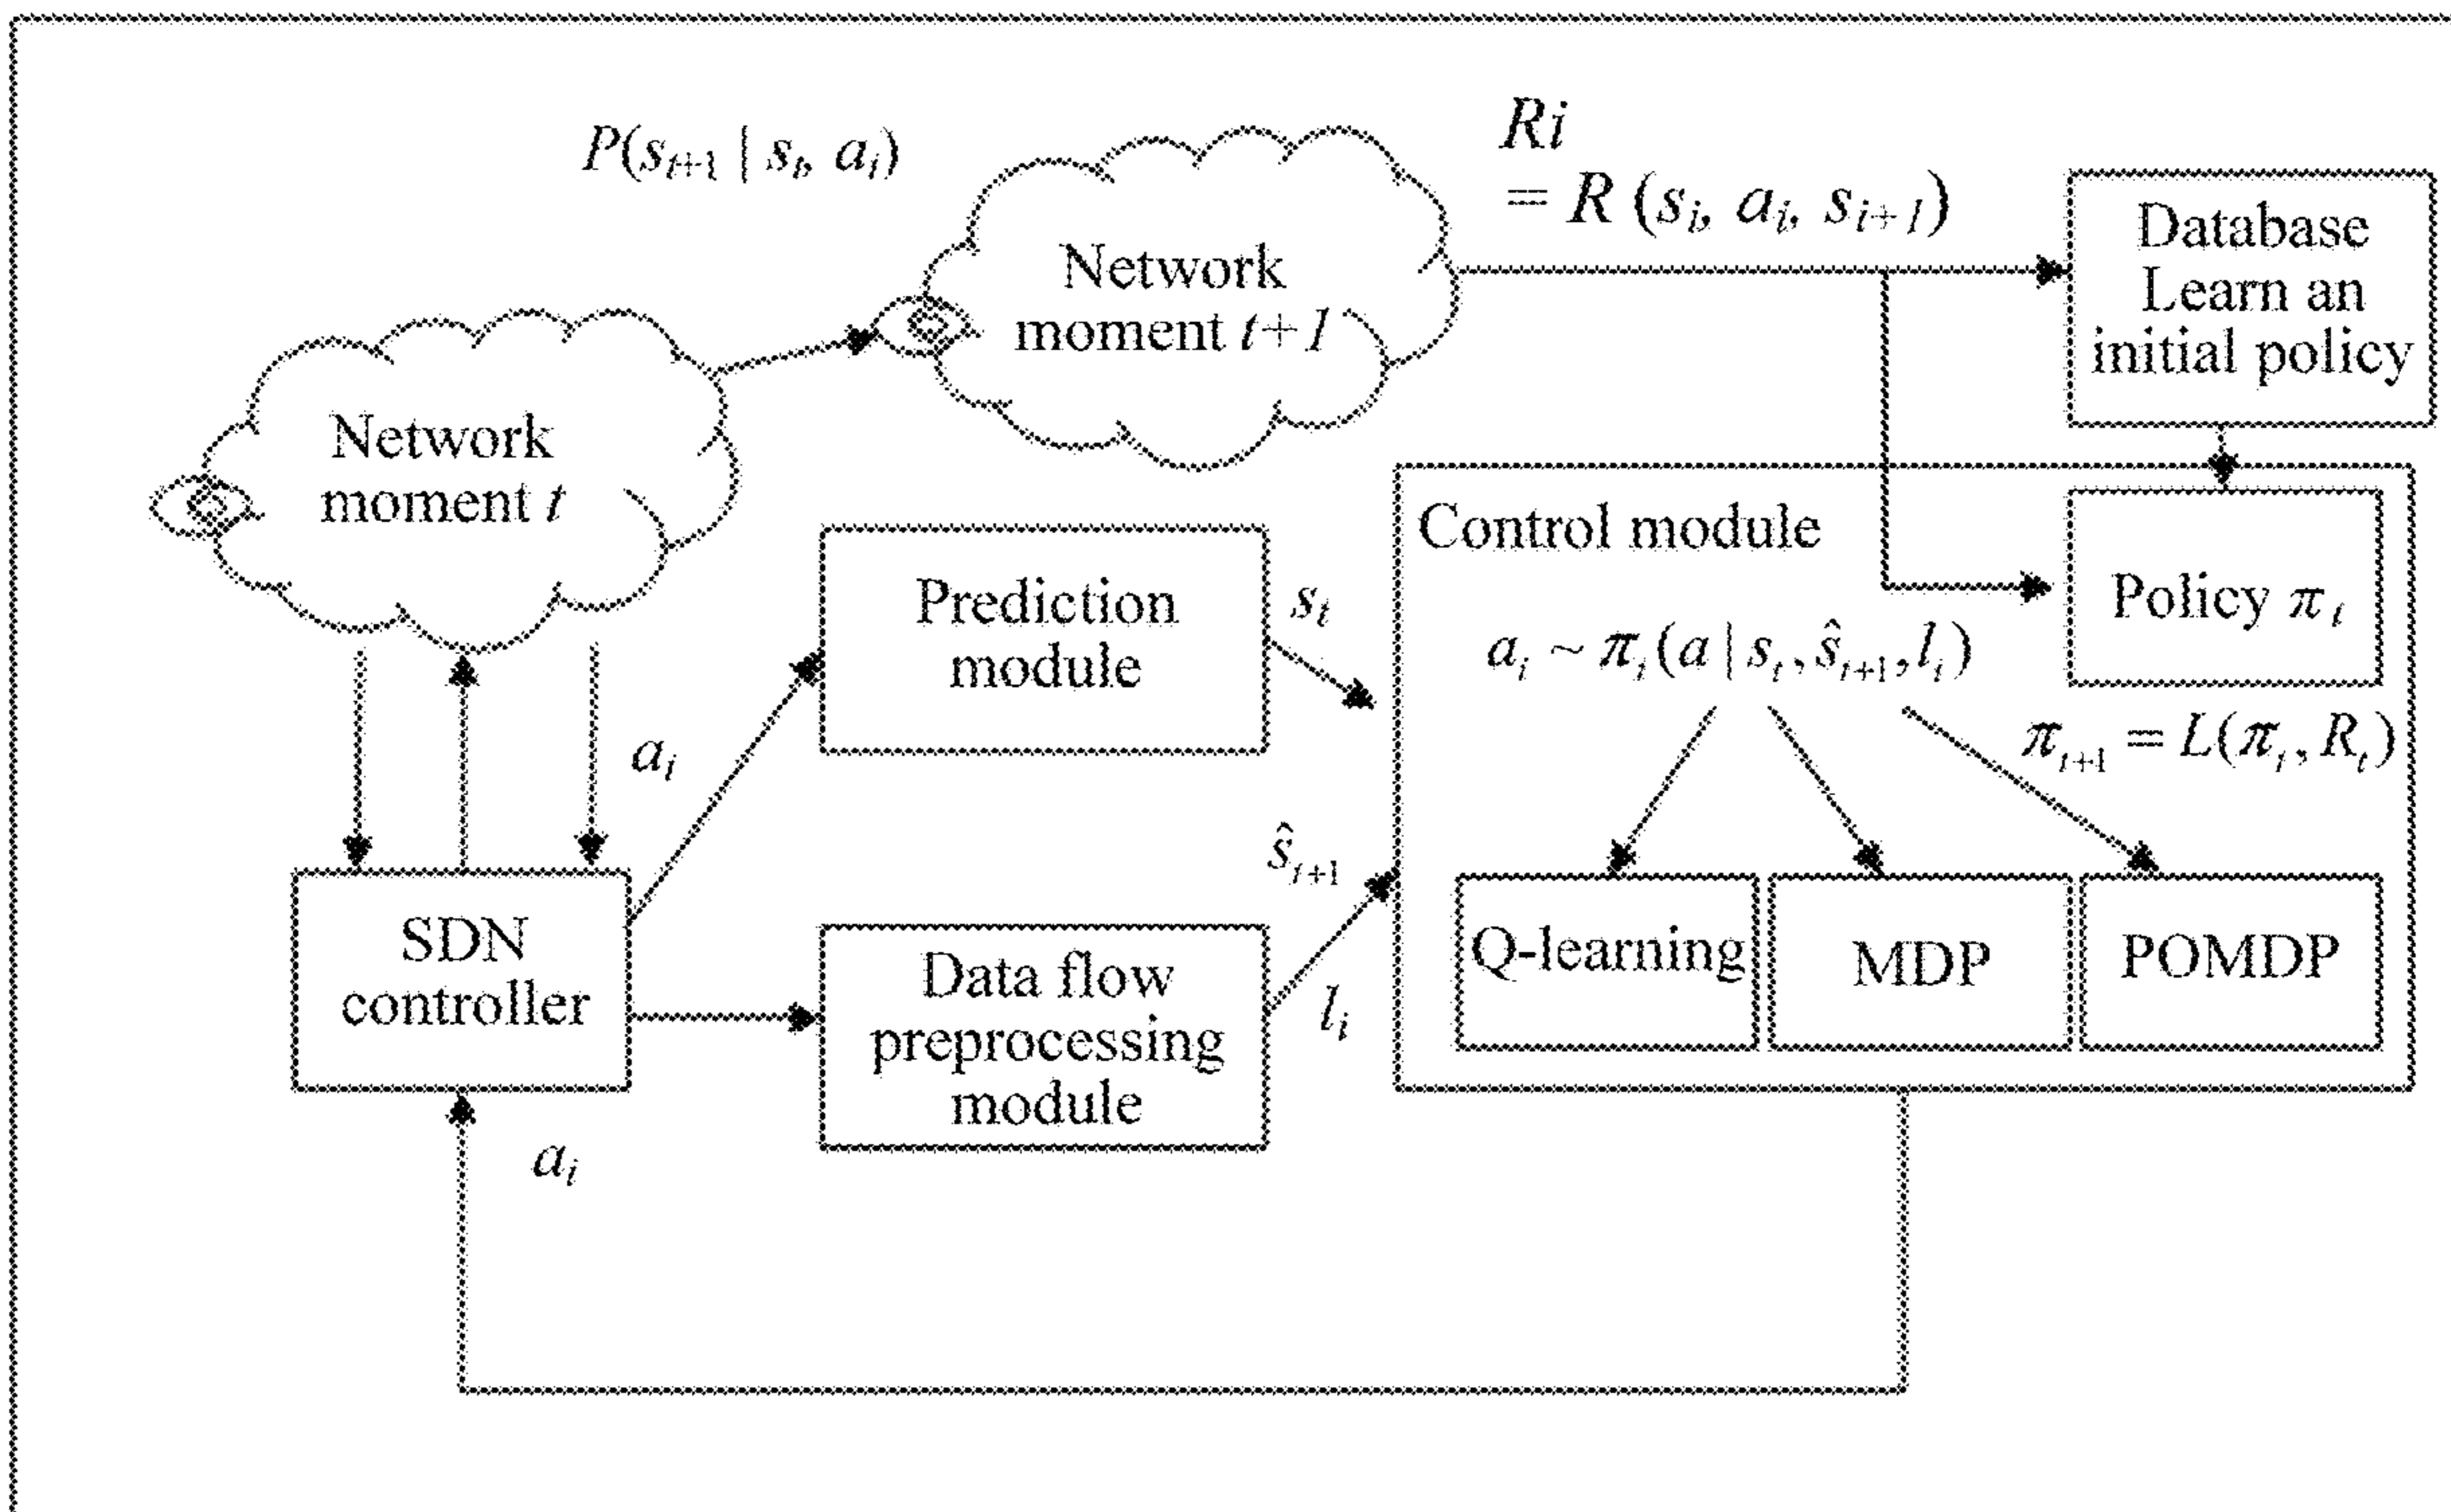 P(s_{t+1} | s_t, a_i)
Ri
= R (s_i, a_i, s_{i+1})
Database
Learn an
initial policy
Network
moment t+1
Network
moment t
Control module
Policy π_t
Prediction
module
s_t
a_i ~ π_i(a | s_t, ŝ_{t+1}, l_i)
π_{t+1} = L(π_t, R_t)
a_i
ŝ_{t+1}
SDN
controller
Data flow
preprocessing
module
l_i
Q-learning
MDP
POMDP
a_i